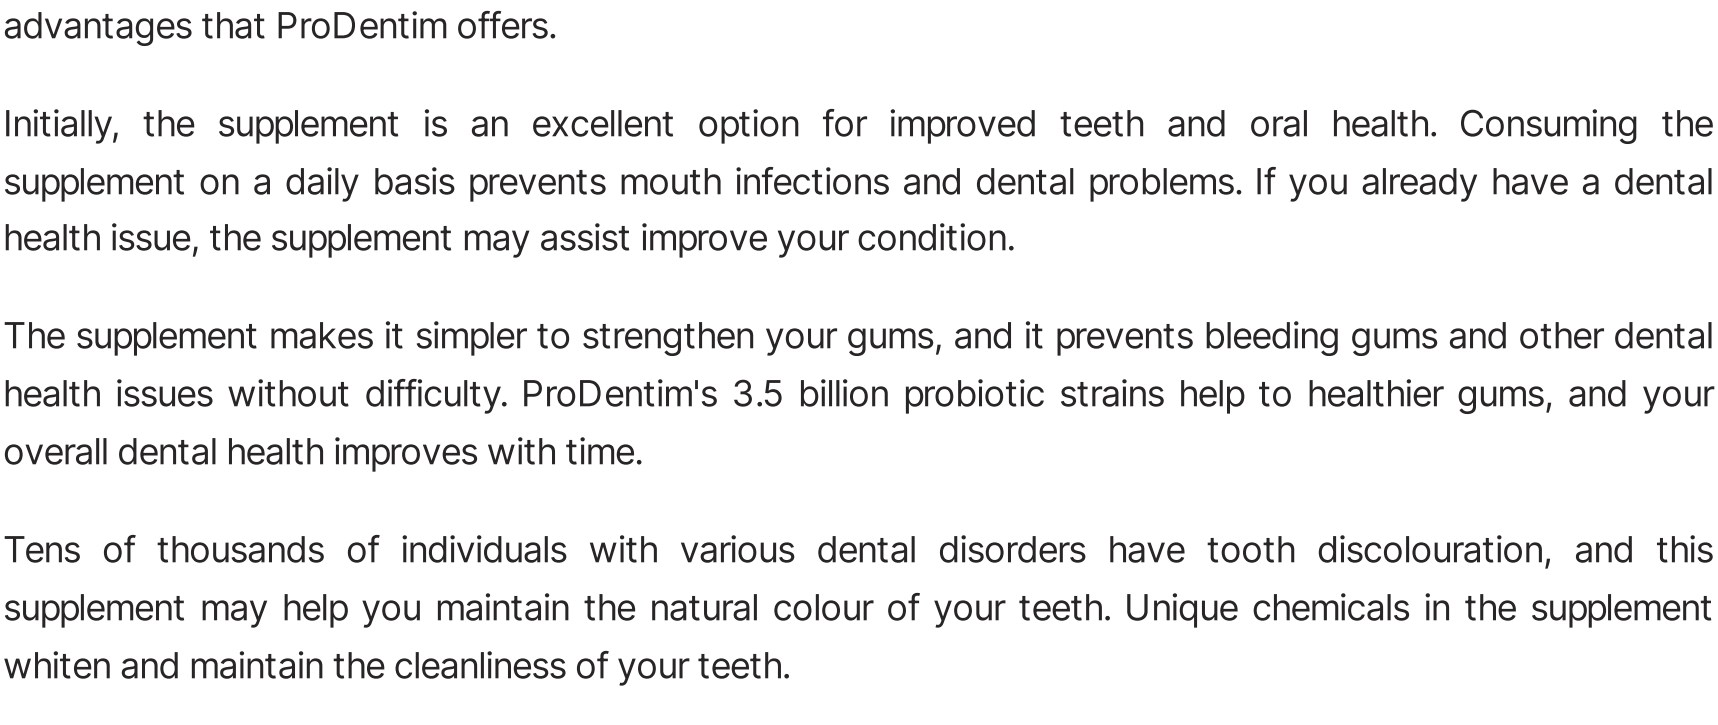 advantages that ProDentim offers.
Initially, the supplement is an excellent option for improved teeth and oral health. Consuming the
supplement on a daily basis prevents mouth infections and dental problems. If you already have a dental
health issue, the supplement may assist improve your condition.
The supplement makes it simpler to strengthen your gums, and it prevents bleeding gums and other dental
health issues without difficulty. ProDentim's 3.5 billion probiotic strains help to healthier gums, and your
overall dental health improves with time.
Tens of thousands of individuals with various dental disorders have tooth discolouration, and this
supplement may help you maintain the natural colour of your teeth. Unique chemicals in the supplement
whiten and maintain the cleanliness of your teeth.